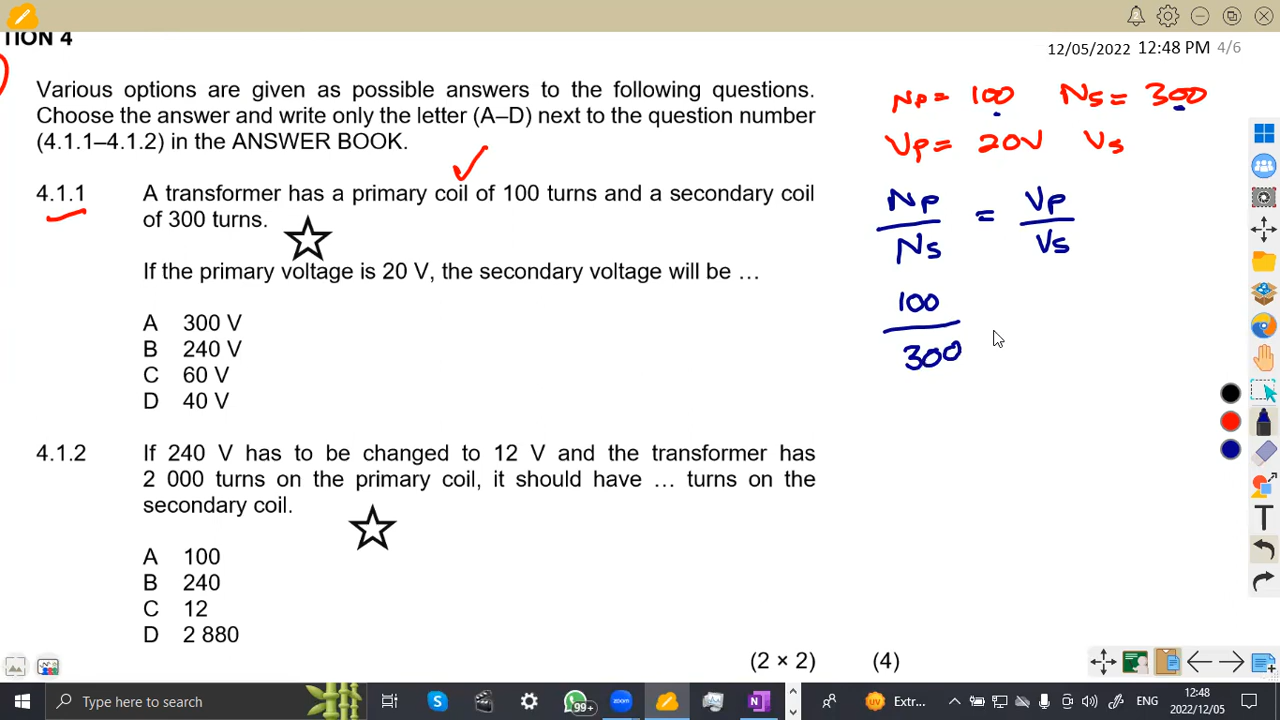 12/05/2022 12:48 PM 4/6
TION 4
Various options are given as possible answers to the following questions.
Choose the answer and write only the letter (A–D) next to the question number
(4.1.1–4.1.2) in the ANSWER BOOK.
4.1.1 A transformer has a primary coil of 100 turns and a secondary coil
of 300 turns.
If the primary voltage is 20 V, the secondary voltage will be …
A 300 V
B 240 V
C 60 V
D 40 V
4.1.2 If 240 V has to be changed to 12 V and the transformer has
2 000 turns on the primary coil, it should have … turns on the
secondary coil.
A 100
B 240
C 12
D 2 880
(2 × 2) (4)
Np = 100 Ns = 300
Vp = 20V Vs
Np = Vp
Ns Vs
100
300
T
Type here to search
99+
zoom
N
UV
Extr...
ENG
12:48
2022/12/05